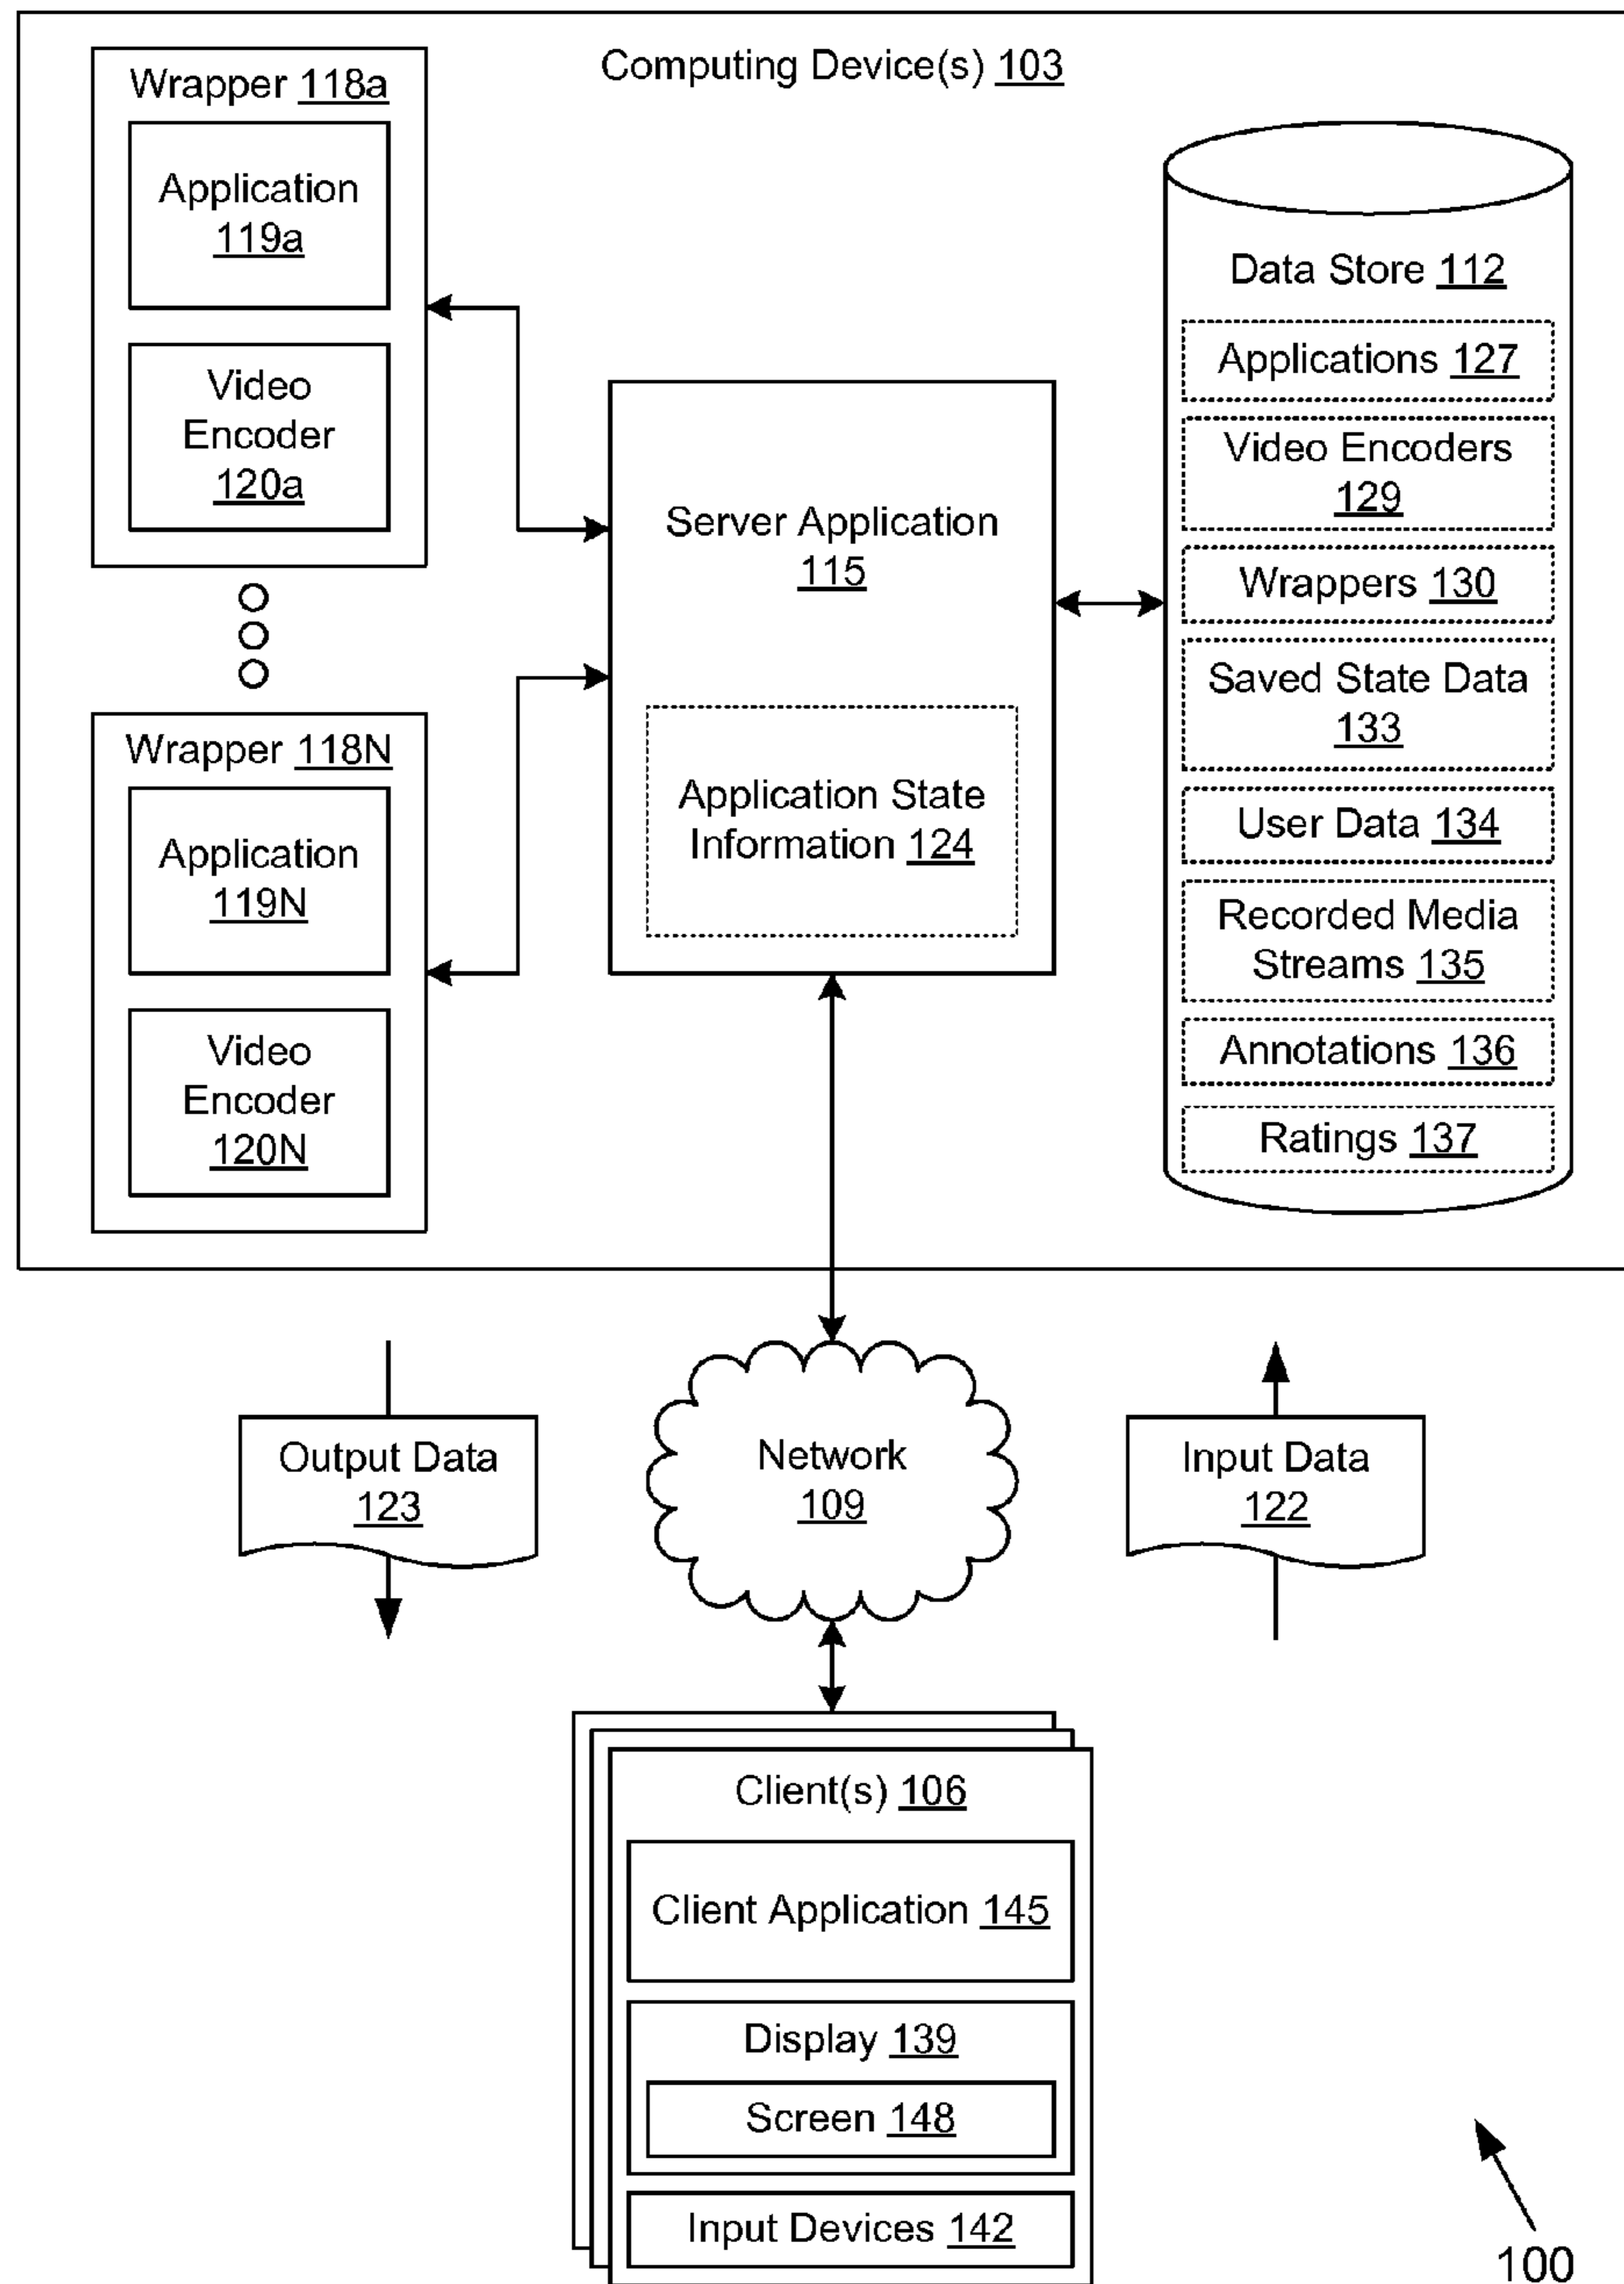 Computing Device(s) 103
Wrapper 118a
Application
119a
Video
Encoder
120a
Wrapper 118N
Application
119N
Video
Encoder
120N
Server Application
115
Application State
Information 124
Data Store 112
Applications 127
Video Encoders
129
Wrappers 130
Saved State Data
133
User Data 134
Recorded Media
Streams 135
Annotations 136
Ratings 137
Output Data
123
Network
109
Input Data
122
Client(s) 106
Client Application 145
Display 139
Screen 148
Input Devices 142
100